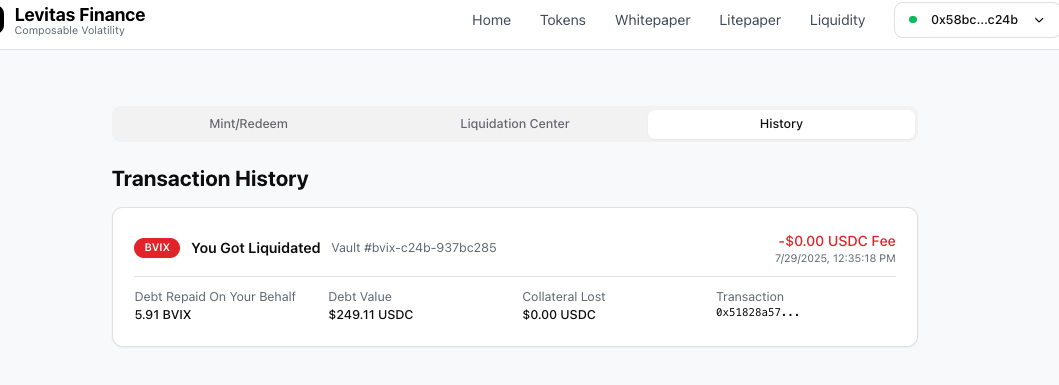 Levitas Finance
Composable Volatility
Home Tokens Whitepaper Litepaper Liquidity 0x58bc...c24b
Mint/Redeem Liquidation Center History
Transaction History
BVIX You Got Liquidated Vault #bvix-c24b-937bc285 -$0.00 USDC Fee
7/29/2025, 12:35:18 PM
Debt Repaid On Your Behalf Debt Value Collateral Lost Transaction
5.91 BVIX $249.11 USDC $0.00 USDC 0x51828a57...